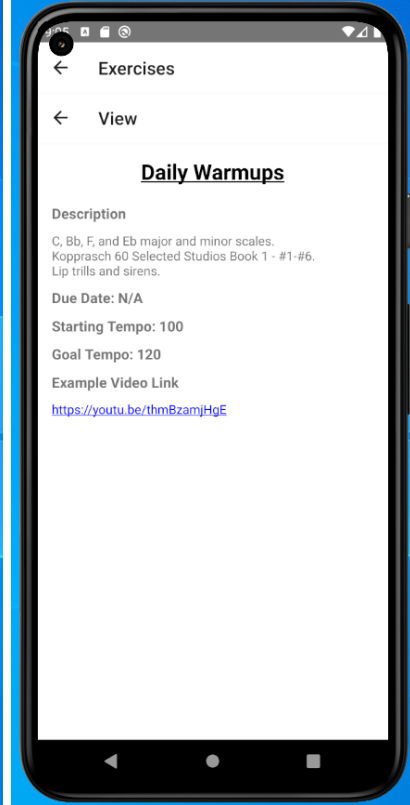 9:05
Exercises
View
Daily Warmups
Description
C, Bb, F, and Eb major and minor scales.
Kopprasch 60 Selected Studios Book 1 - #1-#6.
Lip trills and sirens.
Due Date: N/A
Starting Tempo: 100
Goal Tempo: 120
Example Video Link
https://youtu.be/thmBzamjHgE